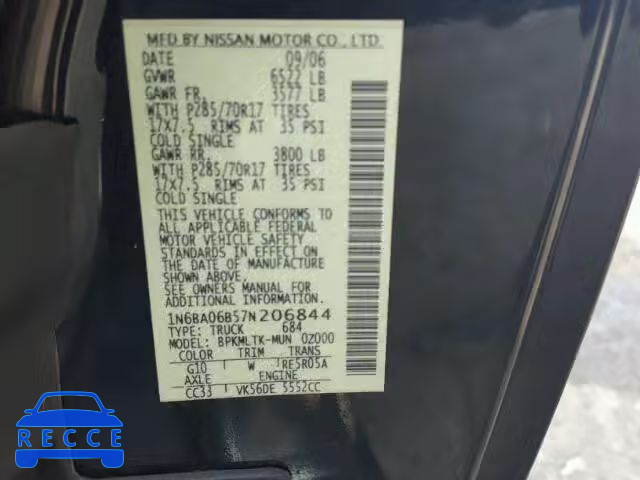 MFD BY NISSAN MOTOR CO., LTD.
DATE 09/06
GVWR 6522 LB
GAWR FR. 3577 LB
WITH P285/70R17 TIRES
17X7.5 RIMS AT 35 PSI
COLD SINGLE
GAWR RR. 3800 LB
WITH P285/70R17 TIRES
17X7.5 RIMS AT 35 PSI
COLD SINGLE
THIS VEHICLE CONFORMS TO
ALL APPLICABLE FEDERAL
MOTOR VEHICLE SAFETY
STANDARDS IN EFFECT ON
THE DATE OF MANUFACTURE
SHOWN ABOVE.
SEE OWNERS MANUAL FOR
ADDITIONAL INFORMATION
1N6BA06B57N206844
TYPE: TRUCK 684
MODEL: BPKMLTK-MUN 0Z000
COLOR TRIM TRANS
G10 W RE5R05A
AXLE ENGINE
CC33 VK56DE 5552CC
RECCE